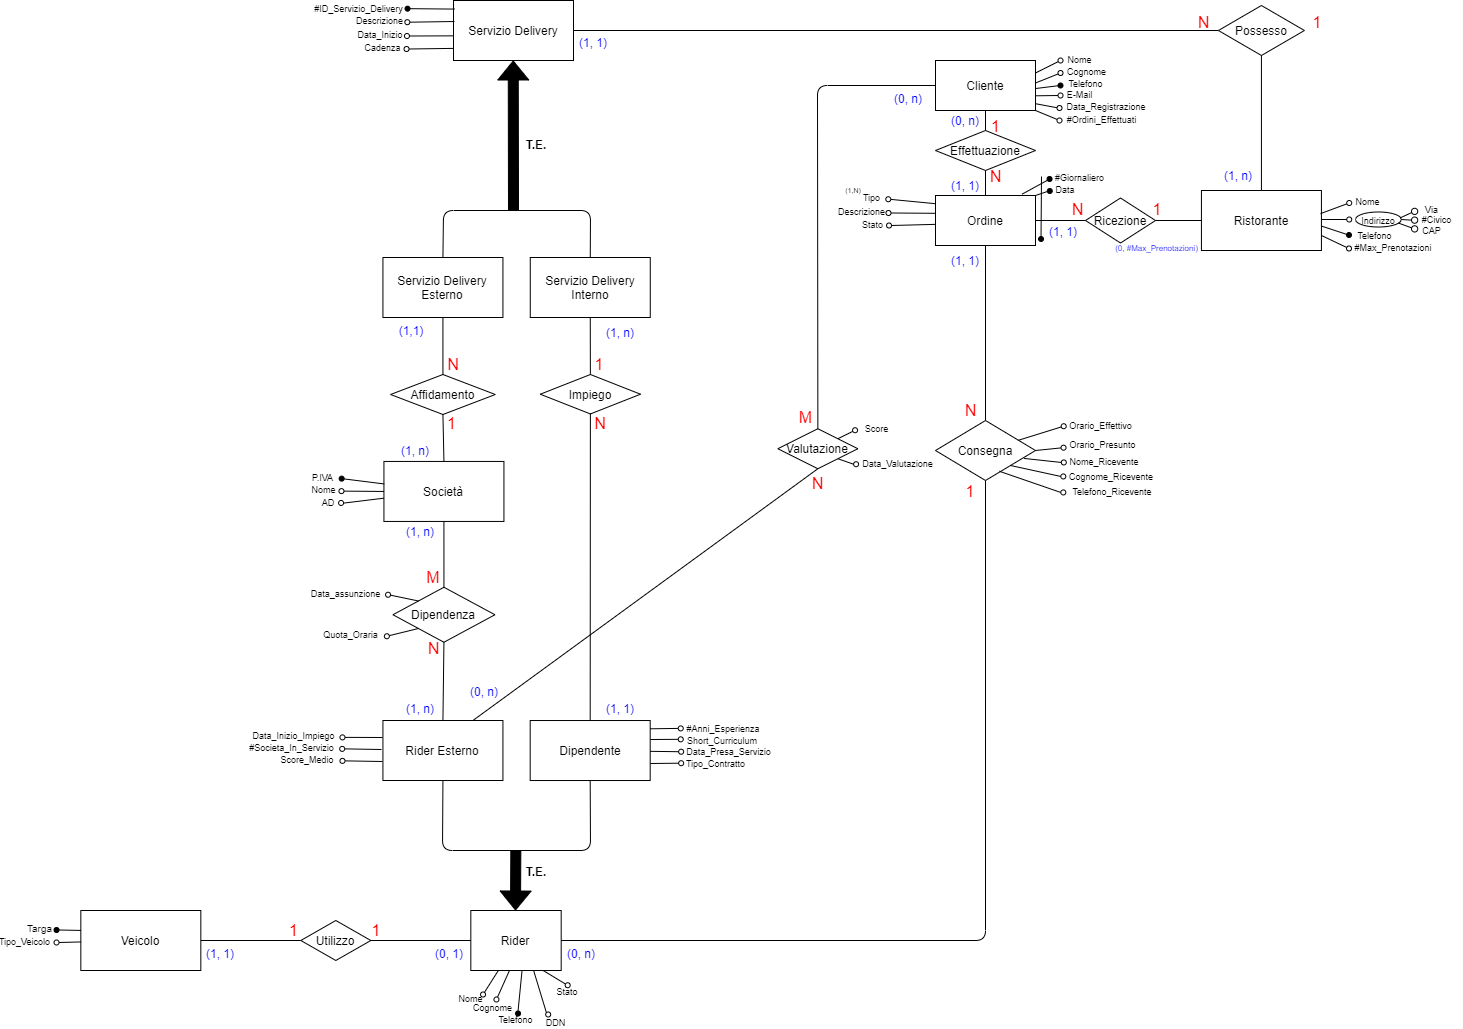 #ID_Servizio_Delivery
Descrizione
Data_Inizio
Cadenza
Servizio Delivery
(1, 1)
N
Possesso
1
Cliente
Nome
Cognome
Telefono
E-Mail
Data_Registrazione
#Ordini_Effettuati
(0, n)
(0, n)
1
T.E.
Effettuazione
N
(1, 1)
(1, n)
#Giornaliero
Data
(1,N)
Tipo
Descrizione
Stato
Ordine
(1, 1)
N
Ricezione
1
(0, #Max_Prenotazioni)
Ristorante
Nome
Indirizzo
Via
#Civico
CAP
Telefono
#Max_Prenotazioni
(1, 1)
Servizio Delivery
Esterno
Servizio Delivery
Interno
(1,1)
(1, n)
N
1
Affidamento
Impiego
1
N
M
N
Valutazione
Score
Data_Valutazione
N
Consegna
Orario_Effettivo
Orario_Presunto
Nome_Ricevente
Cognome_Ricevente
Telefono_Ricevente
1
(1, n)
P.IVA
Nome
AD
Società
(1, n)
M
Data_assunzione
Dipendenza
Quota_Oraria
N
(0, n)
(1, n)
(1, 1)
Data_Inizio_Impiego
#Societa_In_Servizio
Score_Medio
Rider Esterno
Dipendente
#Anni_Esperienza
Short_Curriculum
Data_Presa_Servizio
Tipo_Contratto
T.E.
Targa
Tipo_Veicolo
Veicolo
(1, 1)
1
Utilizzo
1
(0, 1)
Rider
(0, n)
Nome
Cognome
Telefono
DDN
Stato